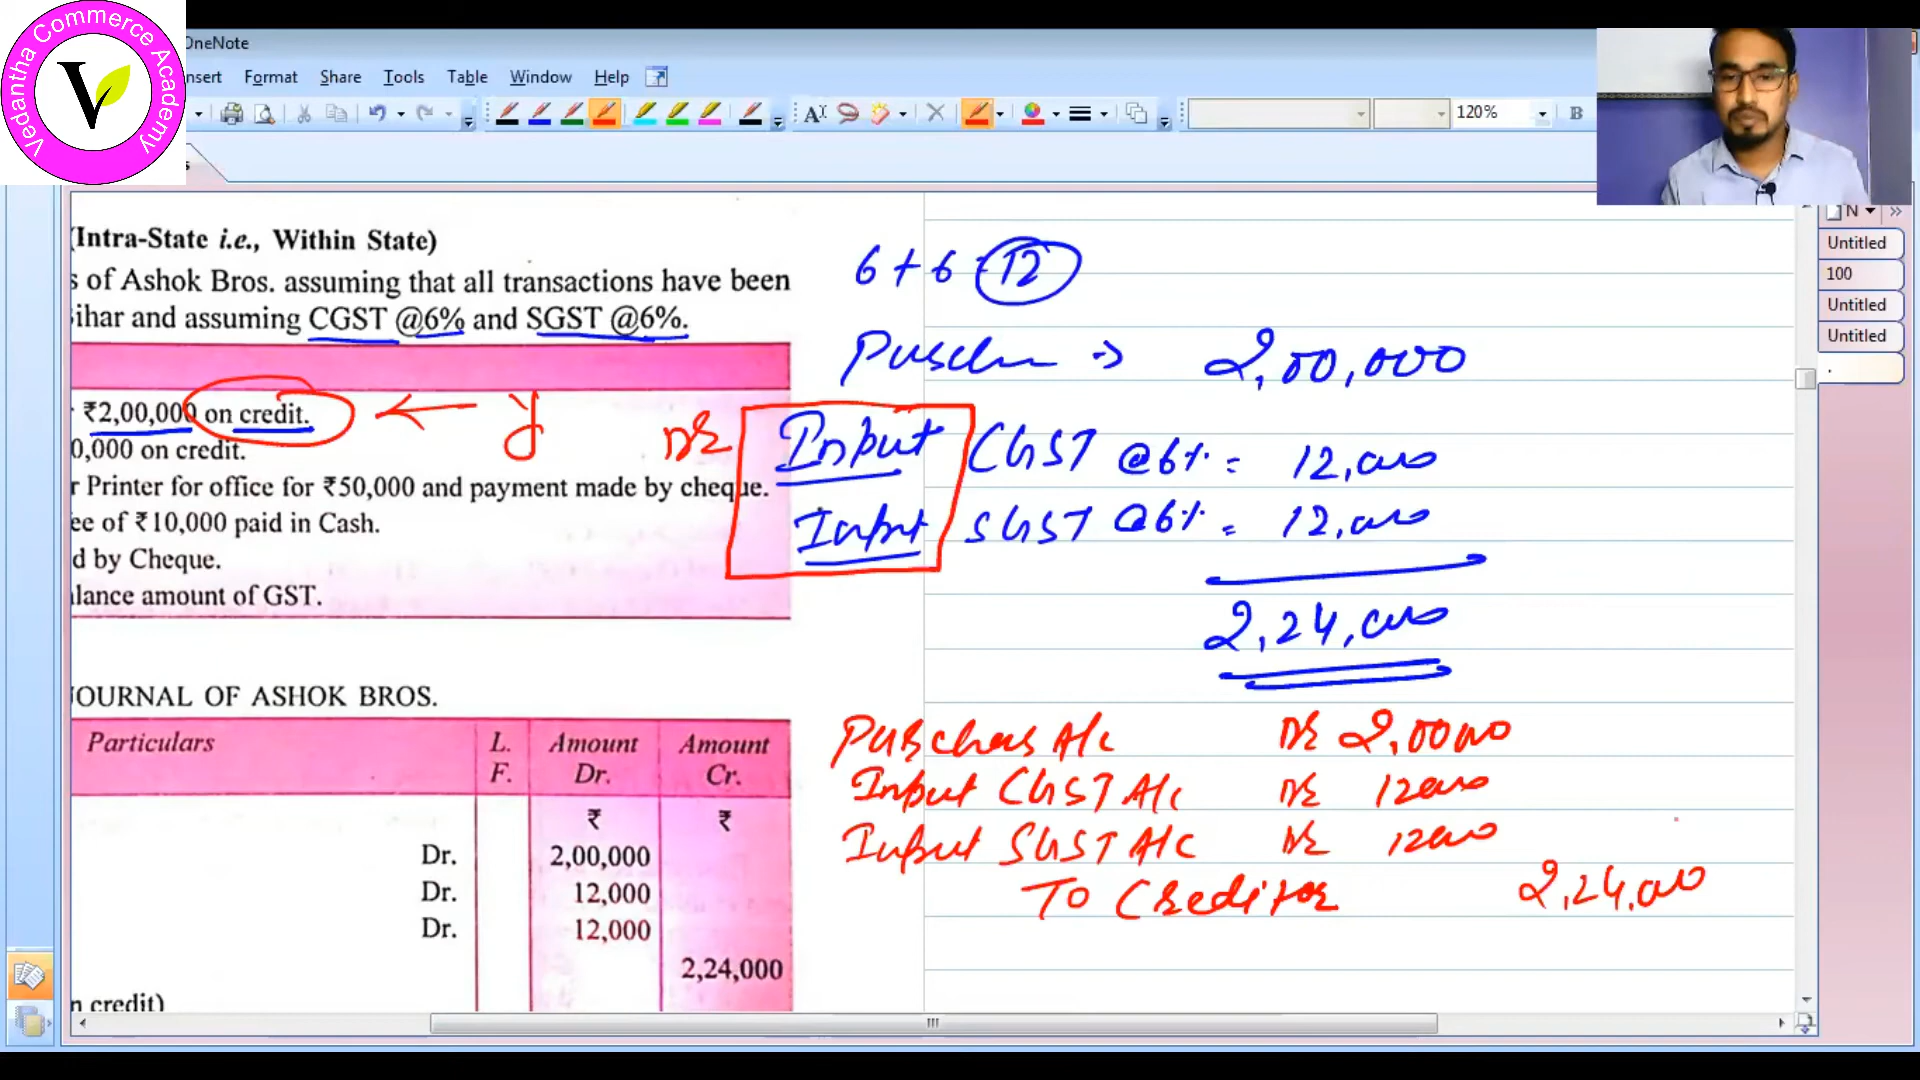 Vedantha Commerce Academy
V
OneNote
nsert Format Share Tools Table Window Help
120% B
s
N
Untitled
100
Untitled
Untitled
.
(Intra-State i.e., Within State)
s of Ashok Bros. assuming that all transactions have been
ihar and assuming CGST @6% and SGST @6%.
₹2,00,000 on credit.
0,000 on credit.
r Printer for office for ₹50,000 and payment made by cheque.
ee of ₹10,000 paid in Cash.
d by Cheque.
lance amount of GST.
6 + 6 = 12
→ 2,00,000
Dr Input CGST @6% = 12,000
Input SGST @6% = 12,000
2,24,000
JOURNAL OF ASHOK BROS.
Particulars L. F. Amount Dr. Amount Cr.
₹ ₹
Dr. 2,00,000
Dr. 12,000
Dr. 12,000
2,24,000
n credit)
Purchas A/c Dr 2,00000
Input CGST A/c Dr 12000
Input SGST A/c Dr 12000
To Creditor 2,24,000